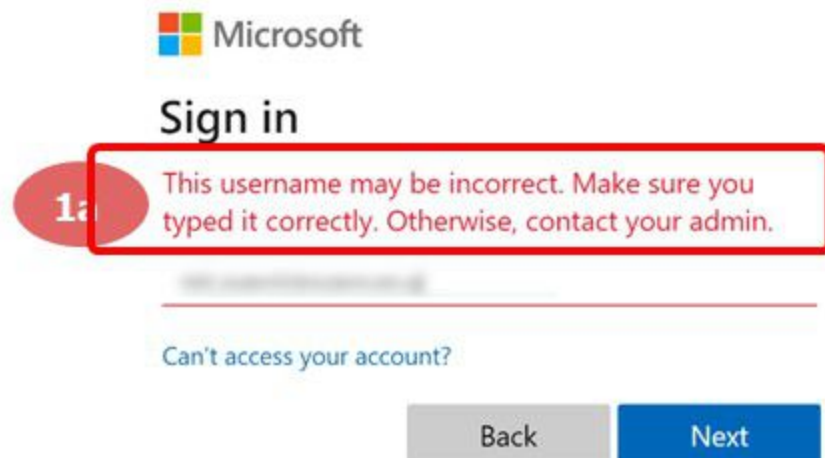 Microsoft
Sign in
1a
This username may be incorrect. Make sure you
typed it correctly. Otherwise, contact your admin.
Can't access your account?
Back
Next